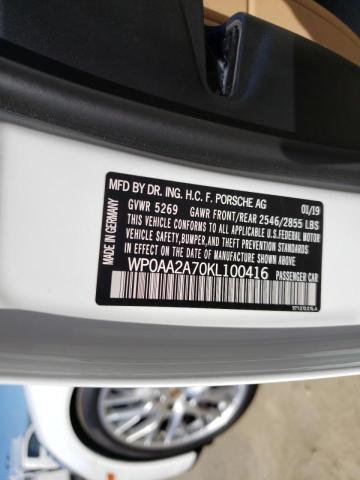 MFD BY DR. ING. H.C. F. PORSCHE AG 01/19
GVWR 5269 GAWR FRONT/REAR 2546/2855 LBS
THIS VEHICLE CONFORMS TO ALL APPLICABLE U.S.FEDERAL MOTOR
VEHICLE SAFETY,BUMPER,AND THEFT PREVENTION STANDARDS IN
EFFECT ON THE DATE OF MANUFACTURE SHOWN ABOVE.
WP0AA2A70KL100416 PASSENGER CAR
MADE IN GERMANY